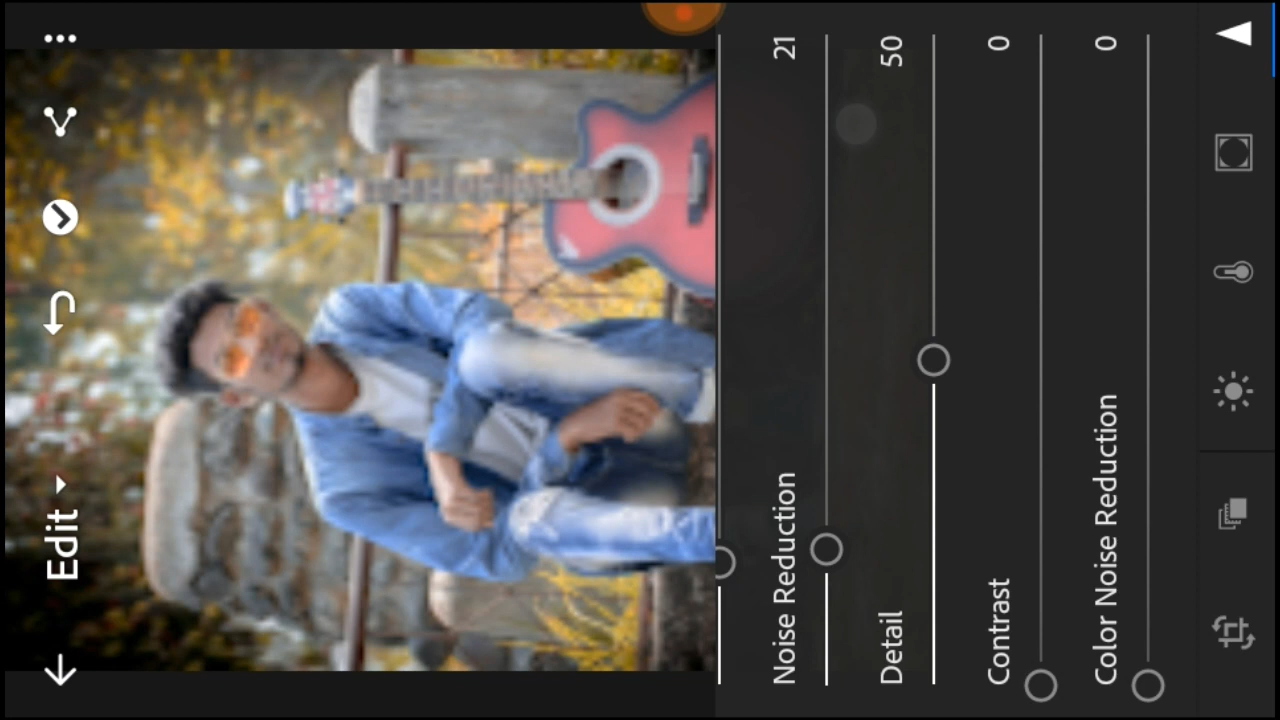 Edit
Noise Reduction 21
Detail 50
Contrast 0
Color Noise Reduction 0